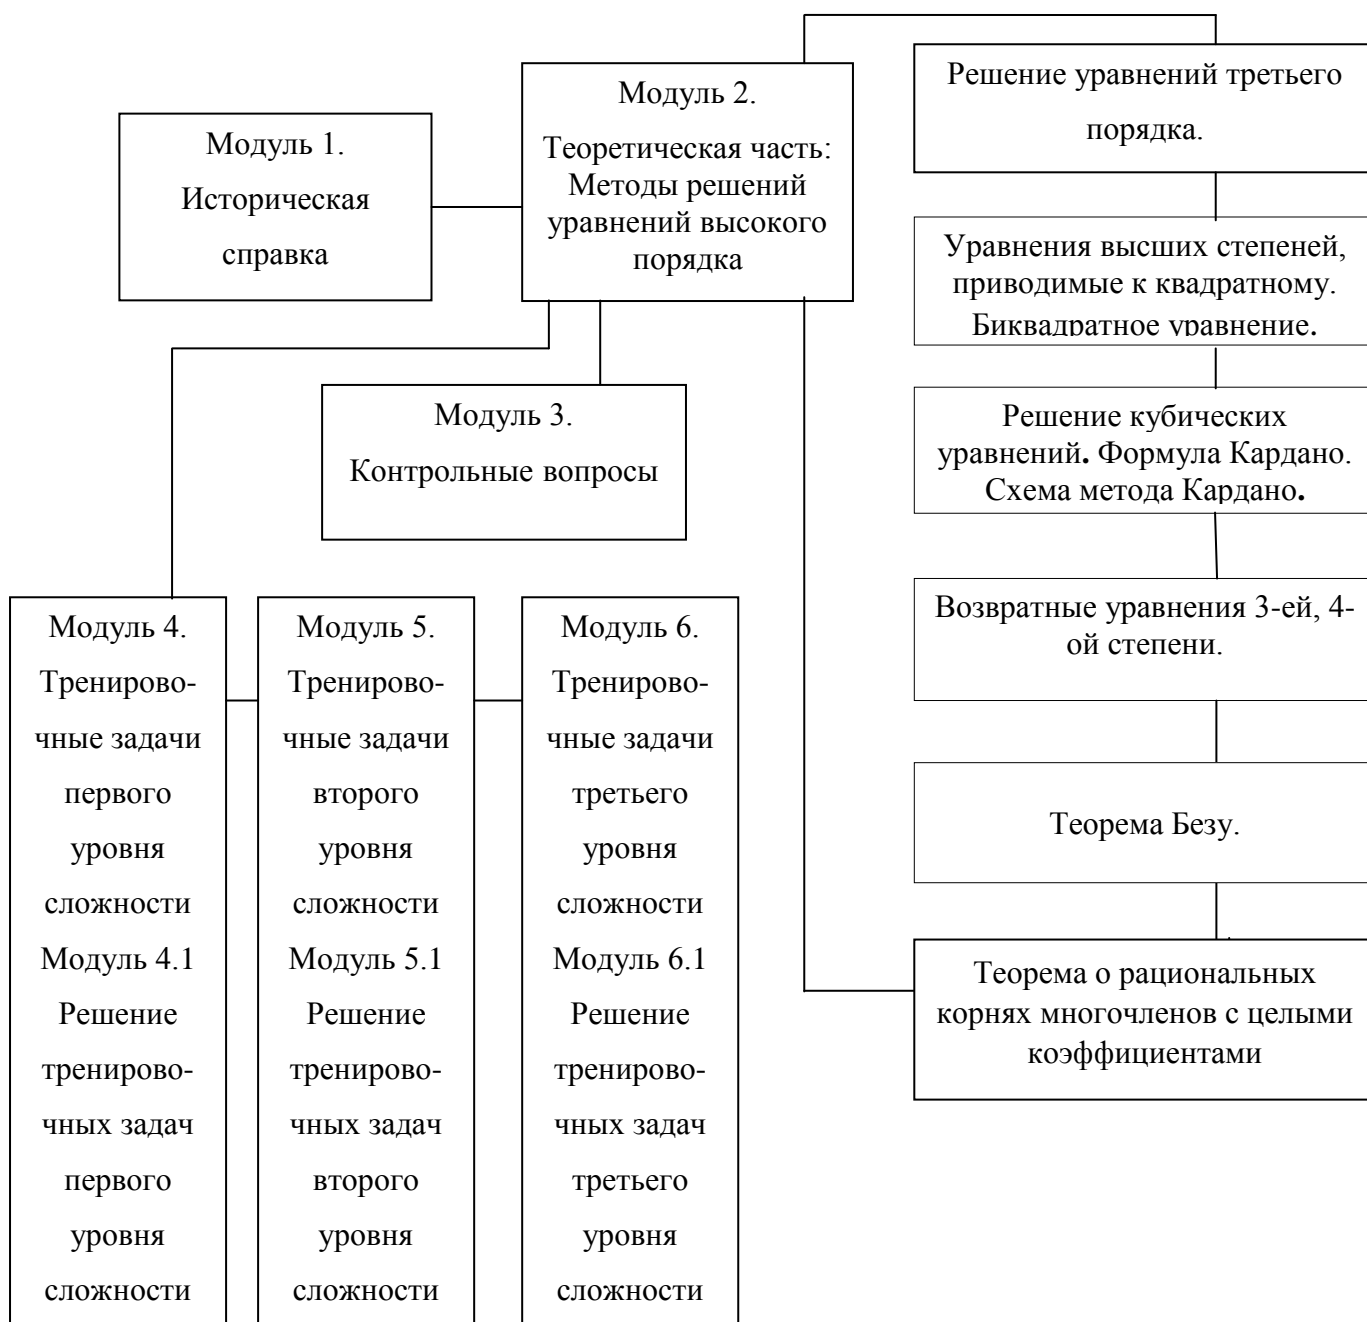 Модуль 1.
Историческая
справка
Модуль 2.
Теоретическая часть:
Методы решений
уравнений высокого
порядка
Модуль 3.
Контрольные вопросы
Решение уравнений третьего
порядка.
Уравнения высших степеней,
приводимые к квадратному.
Биквадратное уравнение.
Решение кубических
уравнений. Формула Кардано.
Схема метода Кардано.
Возвратные уравнения 3-ей, 4-
ой степени.
Теорема Безу.
Теорема о рациональных
корнях многочленов с целыми
коэффициентами
Модуль 4.
Тренирово-
чные задачи
первого
уровня
сложности
Модуль 4.1
Решение
тренирово-
чных задач
первого
уровня
сложности
Модуль 5.
Тренирово-
чные задачи
второго
уровня
сложности
Модуль 5.1
Решение
тренирово-
чных задач
второго
уровня
сложности
Модуль 6.
Тренирово-
чные задачи
третьего
уровня
сложности
Модуль 6.1
Решение
тренирово-
чных задач
третьего
уровня
сложности